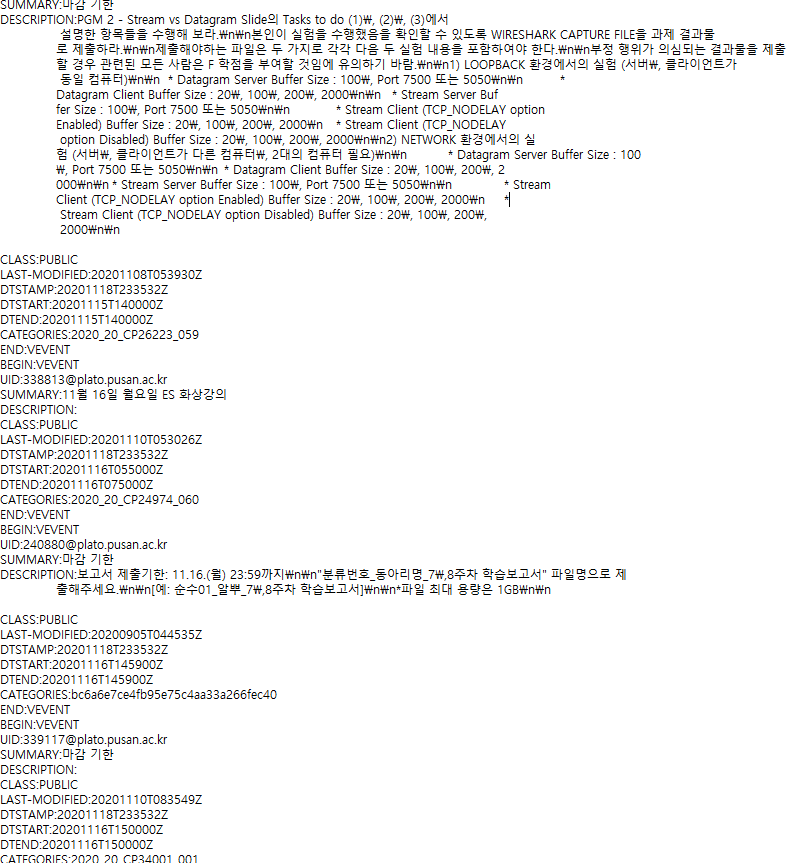 SUMMARY:마감 기한
DESCRIPTION:PGM 2 - Stream vs Datagram Slide의 Tasks to do (1)₩, (2)₩, (3)에서
설명한 항목들을 수행해 보라.₩n₩n본인이 실험을 수행했음을 확인할 수 있도록 WIRESHARK CAPTURE FILE을 과제 결과물
로 제출하라.₩n₩n제출해야하는 파일은 두 가지로 각각 다음 두 실험 내용을 포함하여야 한다.₩n₩n부정 행위가 의심되는 결과물을 제출
할 경우 관련된 모든 사람은 F 학점을 부여할 것임에 유의하기 바람.₩n₩n1) LOOPBACK 환경에서의 실험 (서버₩, 클라이언트가
동일 컴퓨터)₩n₩n * Datagram Server Buffer Size : 100₩, Port 7500 또는 5050₩n₩n *
Datagram Client Buffer Size : 20₩, 100₩, 200₩, 2000₩n₩n * Stream Server Buf
fer Size : 100₩, Port 7500 또는 5050₩n₩n * Stream Client (TCP_NODELAY option
Enabled) Buffer Size : 20₩, 100₩, 200₩, 2000₩n * Stream Client (TCP_NODELAY
option Disabled) Buffer Size : 20₩, 100₩, 200₩, 2000₩n₩n2) NETWORK 환경에서의 실
험 (서버₩, 클라이언트가 다른 컴퓨터₩, 2대의 컴퓨터 필요)₩n₩n * Datagram Server Buffer Size : 100
₩, Port 7500 또는 5050₩n₩n * Datagram Client Buffer Size : 20₩, 100₩, 200₩, 2
000₩n₩n * Stream Server Buffer Size : 100₩, Port 7500 또는 5050₩n₩n * Stream
Client (TCP_NODELAY option Enabled) Buffer Size : 20₩, 100₩, 200₩, 2000₩n *
Stream Client (TCP_NODELAY option Disabled) Buffer Size : 20₩, 100₩, 200₩,
2000₩n₩n
CLASS:PUBLIC
LAST-MODIFIED:20201108T053930Z
DTSTAMP:20201118T233532Z
DTSTART:20201115T140000Z
DTEND:20201115T140000Z
CATEGORIES:2020_20_CP26223_059
END:VEVENT
BEGIN:VEVENT
UID:338813@plato.pusan.ac.kr
SUMMARY:11월 16일 월요일 ES 화상강의
DESCRIPTION:
CLASS:PUBLIC
LAST-MODIFIED:20201110T053026Z
DTSTAMP:20201118T233532Z
DTSTART:20201116T055000Z
DTEND:20201116T075000Z
CATEGORIES:2020_20_CP24974_060
END:VEVENT
BEGIN:VEVENT
UID:240880@plato.pusan.ac.kr
SUMMARY:마감 기한
DESCRIPTION:보고서 제출기한: 11.16.(월) 23:59까지₩n₩n"분류번호_동아리명_7₩,8주차 학습보고서" 파일명으로 제
출해주세요.₩n₩n[예: 순수01_알뿌_7₩,8주차 학습보고서]₩n₩n*파일 최대 용량은 1GB₩n₩n
CLASS:PUBLIC
LAST-MODIFIED:20200905T044535Z
DTSTAMP:20201118T233532Z
DTSTART:20201116T145900Z
DTEND:20201116T145900Z
CATEGORIES:bc6a6e7ce4fb95e75c4aa33a266fec40
END:VEVENT
BEGIN:VEVENT
UID:339117@plato.pusan.ac.kr
SUMMARY:마감 기한
DESCRIPTION:
CLASS:PUBLIC
LAST-MODIFIED:20201110T083549Z
DTSTAMP:20201118T233532Z
DTSTART:20201116T150000Z
DTEND:20201116T150000Z
CATEGORIES:2020_20_CP34001_001